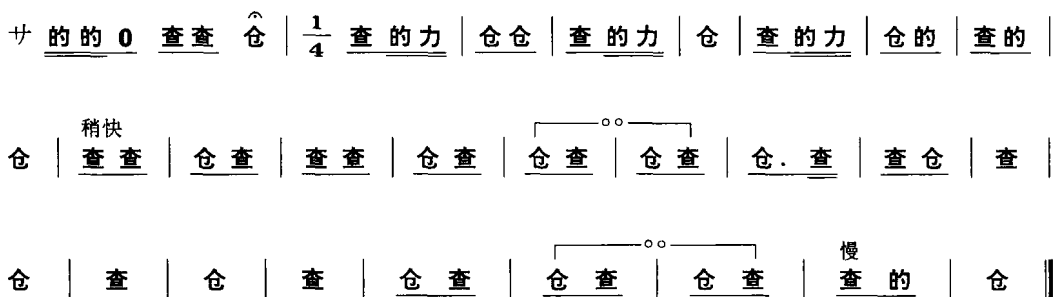 サ 的的0 查查 仓 | 1/4 查的力 | 仓仓 | 查的力 | 仓 | 查的力 | 仓的 | 查的 |
稍快
仓 | 查查 | 仓查 | 查查 | 仓查 | 仓查 | 仓查 | 仓. 查 | 查仓 | 查 |
慢
仓 | 查 | 仓 | 查 | 仓查 | 仓查 | 仓查 | 查的 | 仓 ‖